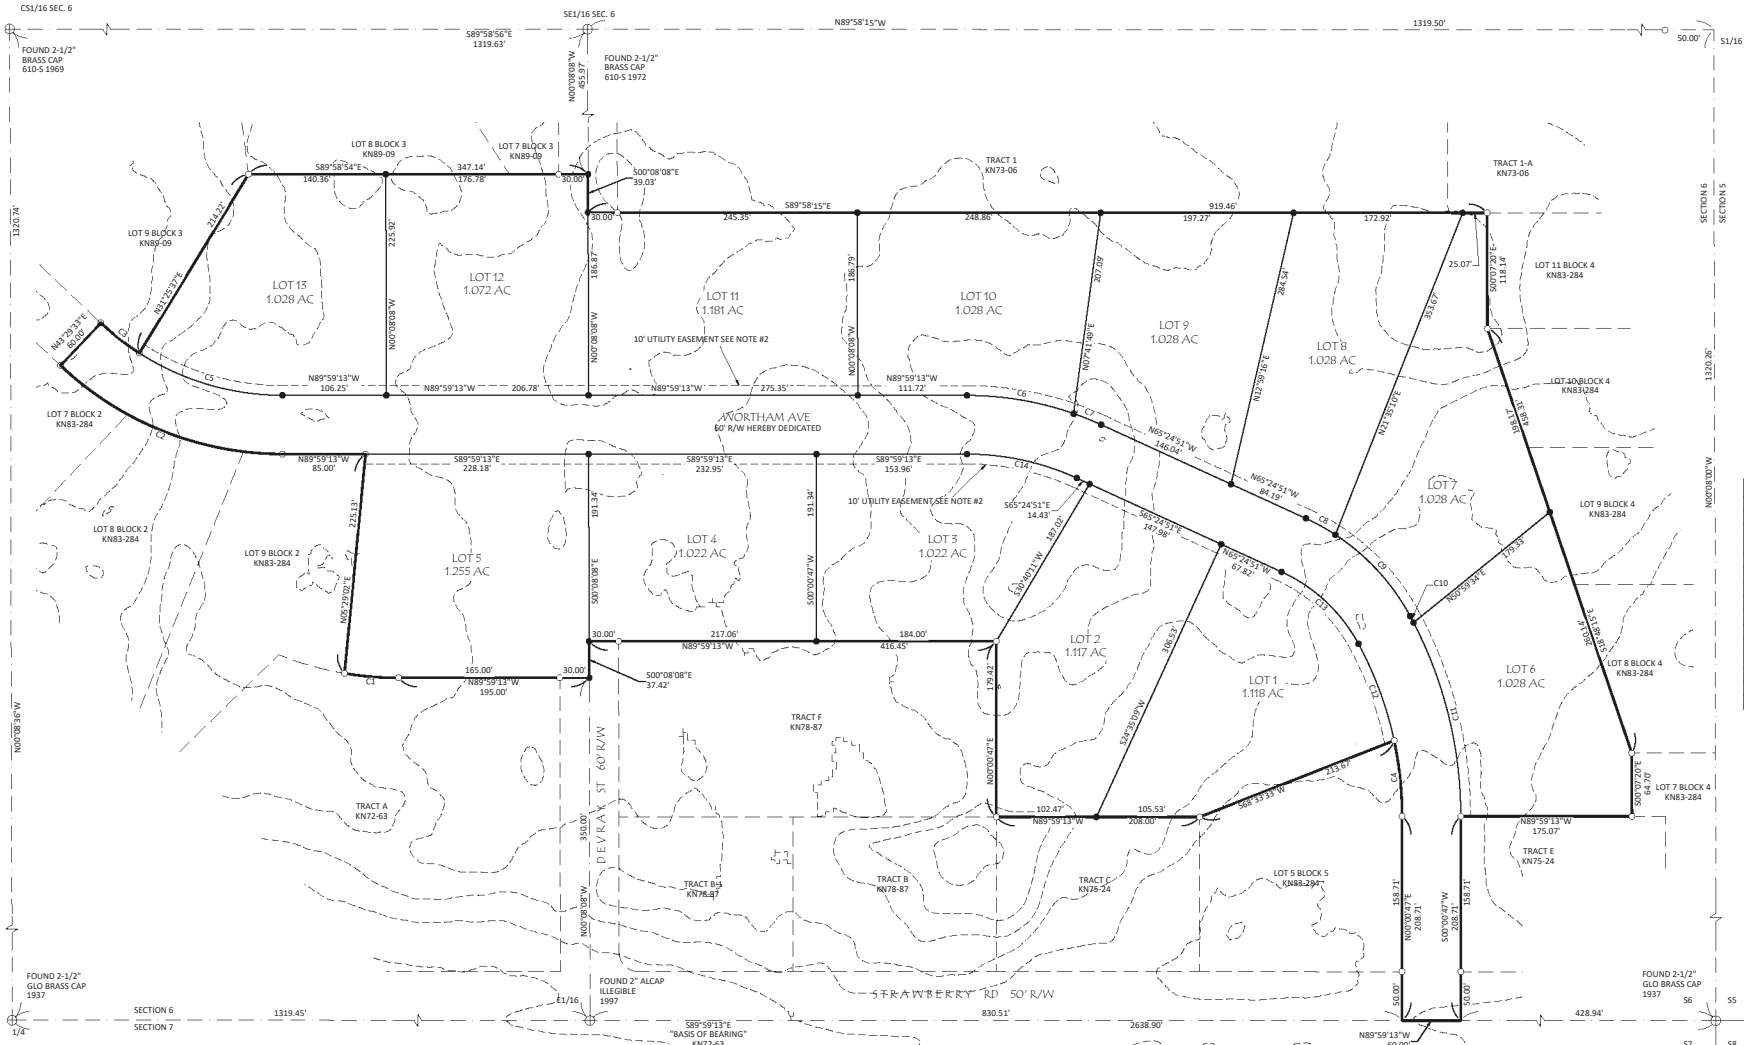 CS1/16 SEC. 6
SE1/16 SEC. 6
N89°58'15"W
1319.50'
S89°58'56"E
1319.63'
50.00'
S1/16
FOUND 2-1/2"
BRASS CAP
610-S 1969
N00°08'08"W
455.97'
FOUND 2-1/2"
BRASS CAP
610-S 1972
LOT 8 BLOCK 3
KN89-09
LOT 7 BLOCK 3
KN89-09
TRACT 1
KN73-06
TRACT 1-A
KN73-06
S89°58'54"E
347.14'
140.36'
176.78'
30.00'
S00°08'08"E
39.03'
30.00'
245.35'
S89°58'15"E
248.86'
919.46'
197.27'
172.92'
SECTION 6
SECTION 5
1320.74'
214.22'
LOT 9 BLOCK 3
KN89-09
N31°25'37"E
225.92'
N00°08'08"W
186.87'
N00°08'08"W
186.79'
N00°08'08"W
207.09'
N07°41'49"E
284.54'
N12°59'16"E
353.67'
N21°35'10"E
25.07'
S00°07'20"E
118.14'
LOT 11 BLOCK 4
KN83-284
LOT 13
1.028 AC
LOT 12
1.072 AC
LOT 11
1.181 AC
LOT 10
1.028 AC
LOT 9
1.028 AC
LOT 8
1.028 AC
N43°29'33"E
60.00'
C3
10' UTILITY EASEMENT SEE NOTE #2
C5
N89°59'13"W
106.25'
N89°59'13"W
206.78'
N89°59'13"W
275.35'
N89°59'13"W
111.72'
C6
C7
LOT 10 BLOCK 4
KN83-284
1320.26'
198.17'
458.31'
LOT 7 BLOCK 2
KN83-284
C2
WORTHAM AVE
60' R/W HEREBY DEDICATED
N65°24'51"W
146.04'
N89°59'13"W
85.00'
S89°59'13"E
228.18'
S89°59'13"E
232.95'
S89°59'13"E
153.96'
C14
N65°24'51"W
84.19'
LOT 7
1.028 AC
N00°08'00"W
LOT 9 BLOCK 4
KN83-284
10' UTILITY EASEMENT SEE NOTE #2
S65°24'51"E
14.43'
S65°24'51"E
147.98'
C8
225.13'
N05°29'02"E
191.34'
S00°08'08"E
191.34'
S00°00'47"W
187.02'
S30°40'11"W
LOT 8 BLOCK 2
KN83-284
LOT 9 BLOCK 2
KN83-284
LOT 5
1.255 AC
LOT 4
1.022 AC
LOT 3
1.022 AC
N65°24'51"W
67.82'
C9
C10
179.33'
N50°59'34"E
C13
30.00'
217.06'
184.00'
N89°59'13"W
416.45'
LOT 2
1.117 AC
306.53'
S24°35'09"W
260.14'
S18°48'15"E
C1
165.00'
30.00'
N89°59'13"W
195.00'
S00°08'08"E
37.42'
179.42'
N00°00'47"E
LOT 1
1.118 AC
C12
C11
LOT 6
1.028 AC
LOT 8 BLOCK 4
KN83-284
N00°08'36"W
TRACT F
KN78-87
DEVRAY ST 60' R/W
213.67'
S68°33'33"W
C4
S00°07'20"E
64.70'
LOT 7 BLOCK 4
KN83-284
TRACT A
KN72-63
102.47'
105.53'
N89°59'13"W
208.00'
N89°59'13"W
175.07'
350.00'
N00°08'08"W
TRACT B-1
KN78-87
TRACT B
KN78-87
TRACT C
KN75-24
LOT 5 BLOCK 5
KN83-284
TRACT E
KN75-24
158.71'
N00°00'47"E
208.71'
158.71'
S00°00'47"W
208.71'
50.00'
50.00'
FOUND 2-1/2"
GLO BRASS CAP
1937
FOUND 2" ALCAP
ILLEGIBLE
1997
E1/16
STRAWBERRY RD 50' R/W
FOUND 2-1/2"
GLO BRASS CAP
1937
SECTION 6
SECTION 7
1319.45'
1/4
S89°59'13"E
"BASIS OF BEARING"
KN72-63
830.51'
2638.90'
428.94'
S6
S5
N89°59'13"W
60.00'
S7
S8